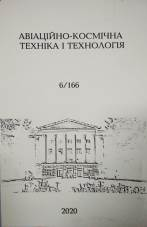 АВІАЦІЙНО-КОСМІЧНА
ТЕХНІКА І ТЕХНОЛОГІЯ
6/166
2020